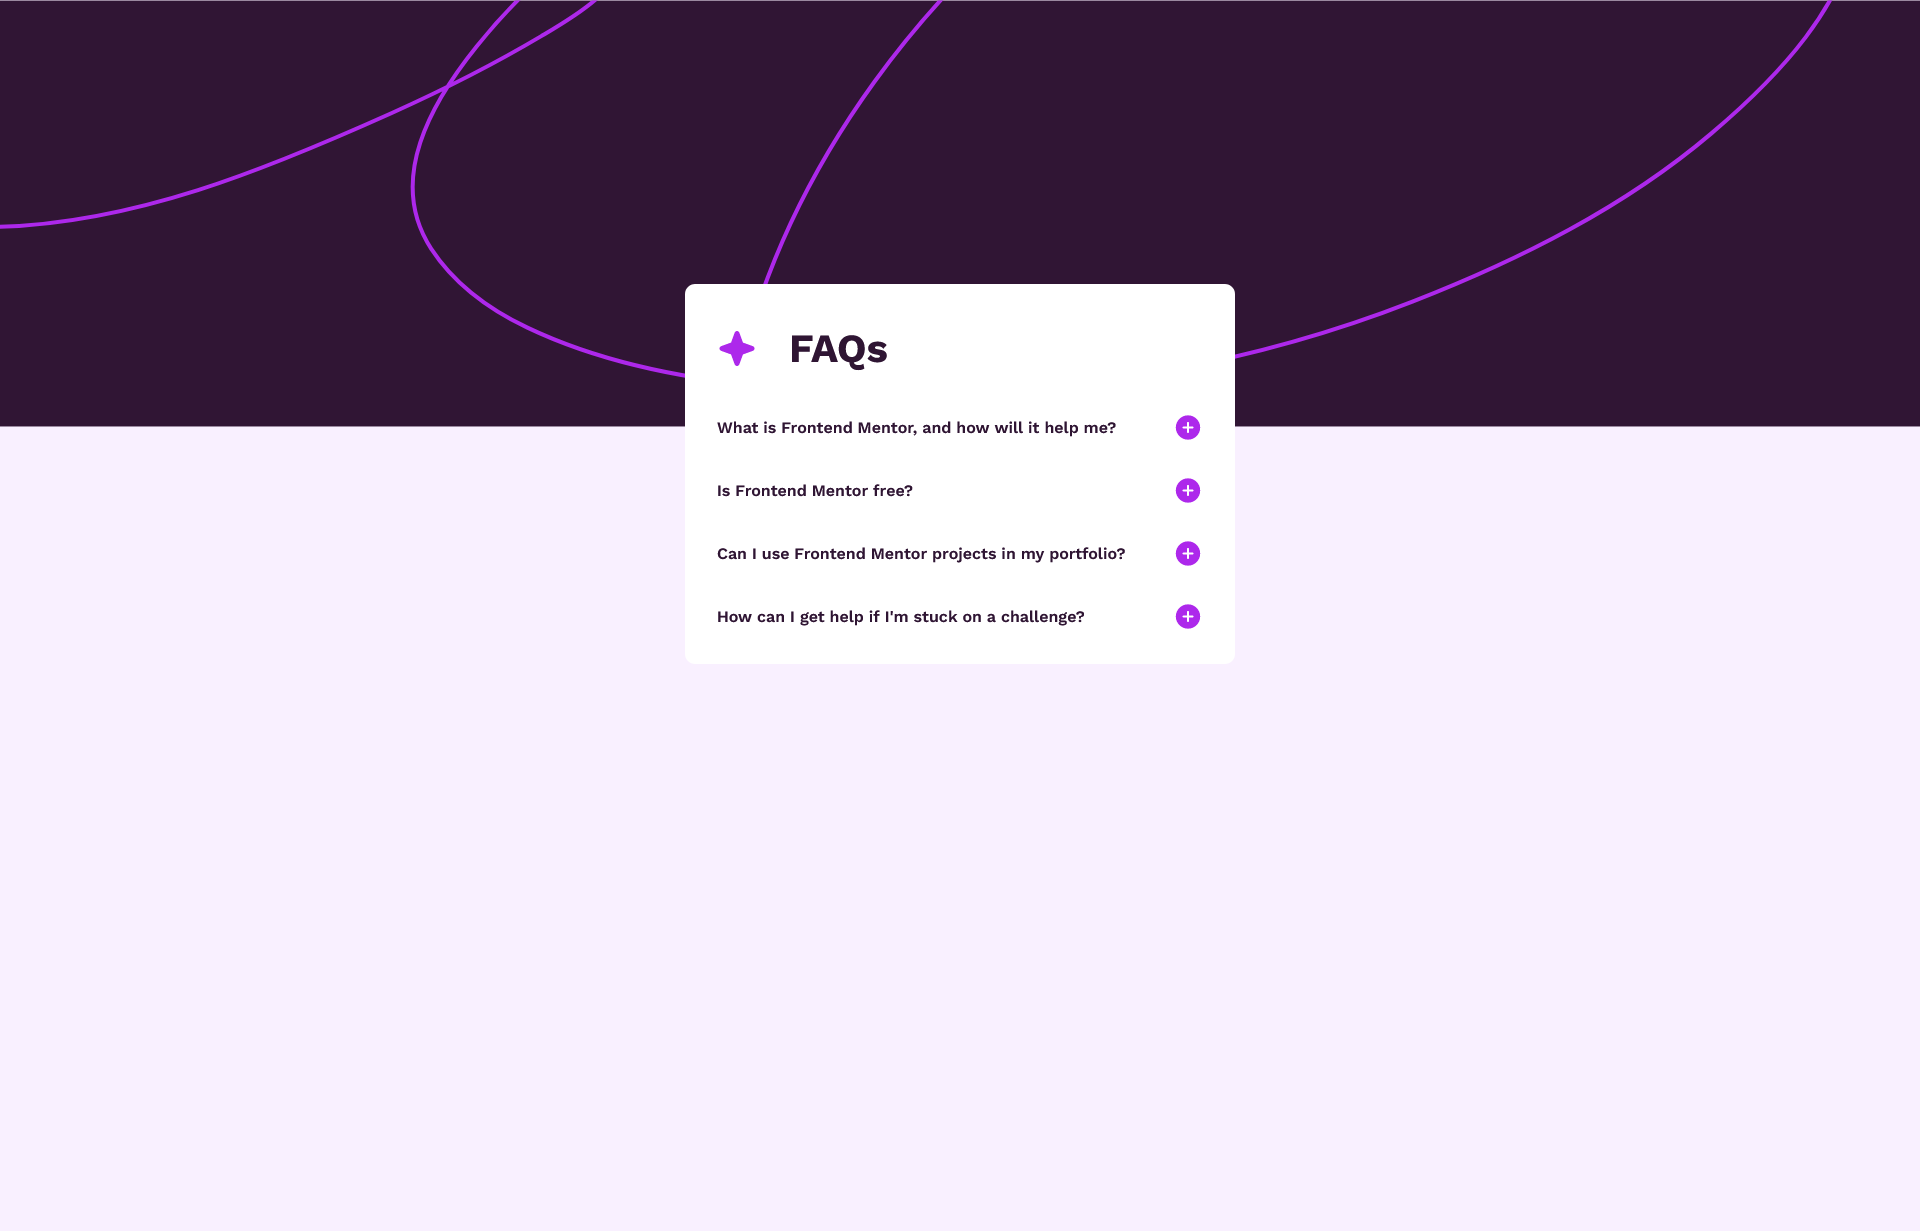 FAQs
What is Frontend Mentor, and how will it help me?
Is Frontend Mentor free?
Can I use Frontend Mentor projects in my portfolio?
How can I get help if I'm stuck on a challenge?